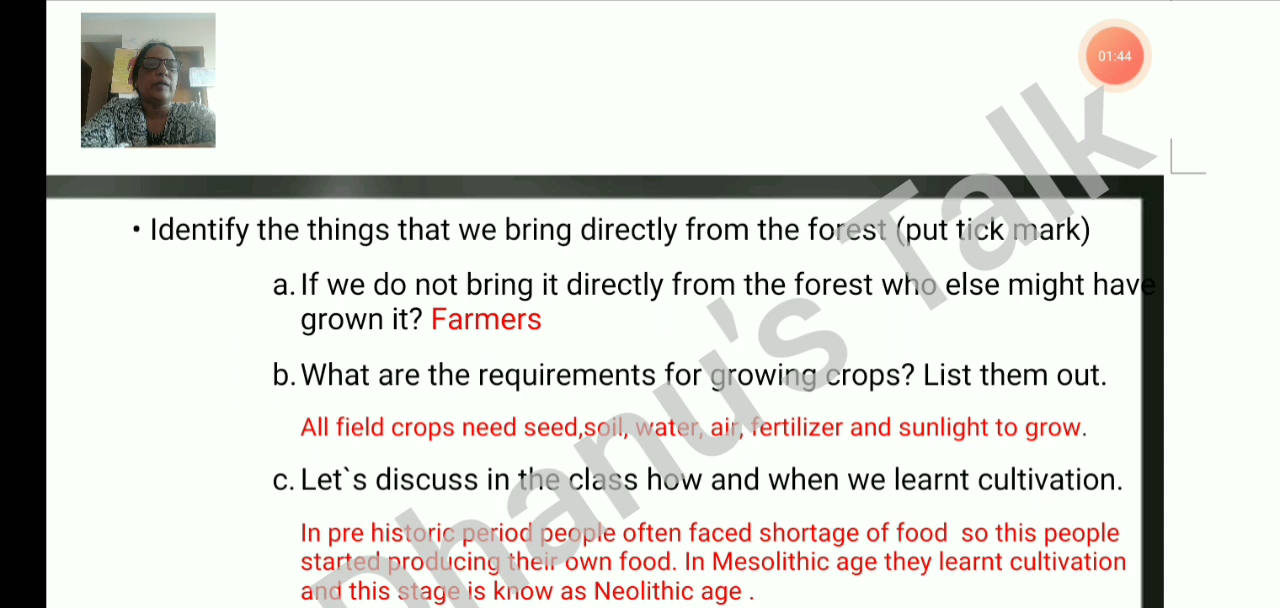 01:44
• Identify the things that we bring directly from the forest (put tick mark)
a. If we do not bring it directly from the forest who else might have
grown it? Farmers
b. What are the requirements for growing crops? List them out.
All field crops need seed,soil, water, air, fertilizer and sunlight to grow.
c. Let`s discuss in the class how and when we learnt cultivation.
In pre historic period people often faced shortage of food so this people
started producing their own food. In Mesolithic age they learnt cultivation
and this stage is know as Neolithic age .
Dhanu's Talk